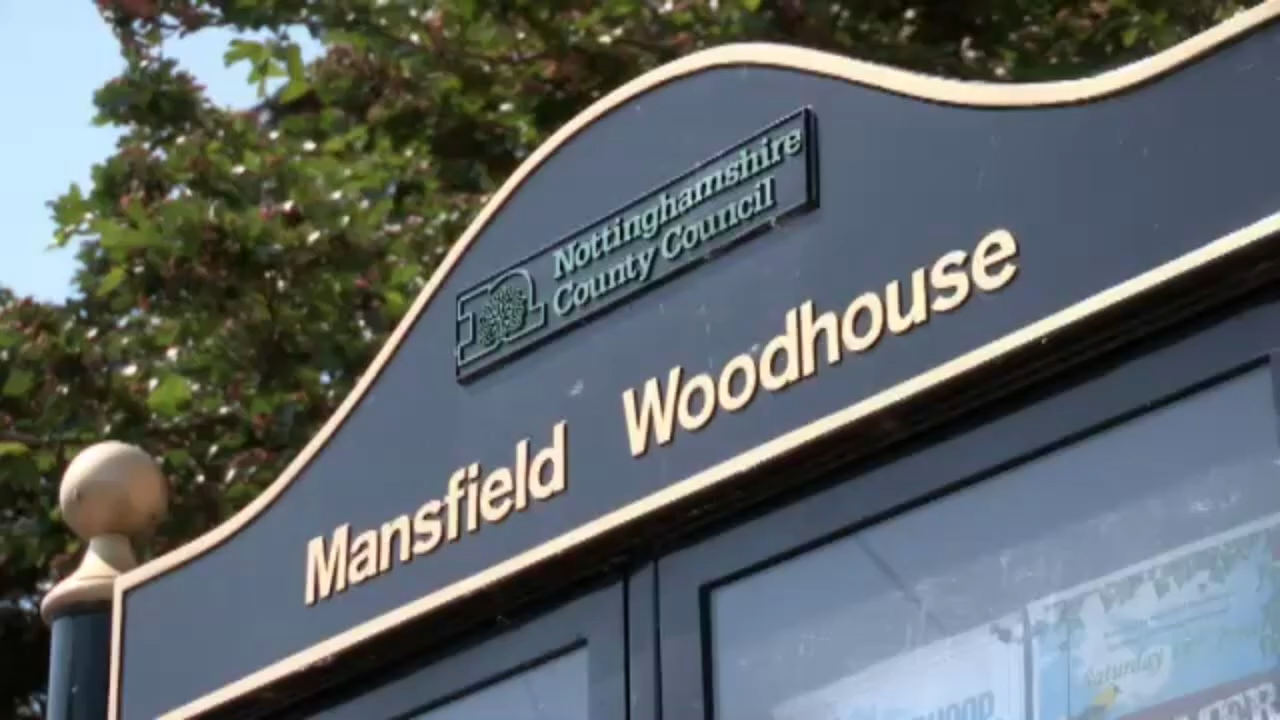 Nottinghamshire
County Council
Mansfield Woodhouse
Saturday